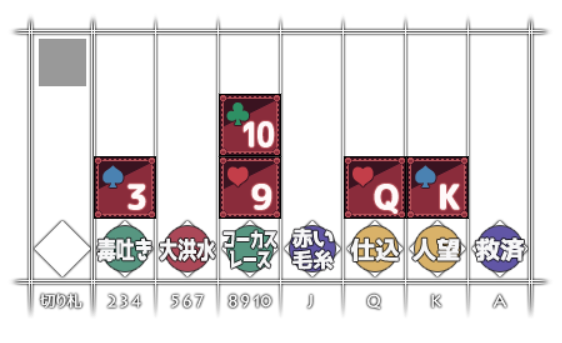 10
3
9
Q
K
毒吐き
大洪水
コーカス
レース
赤い
毛糸
仕込
人望
救済
切り札
234
567
8910
J
Q
K
A